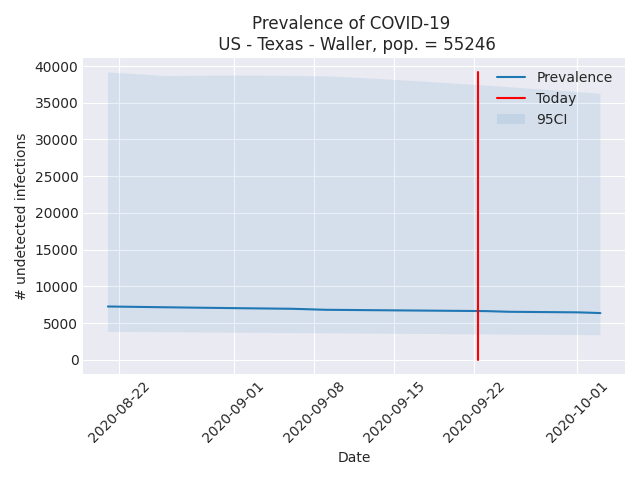 Prevalence of COVID-19
US - Texas - Waller, pop. = 55246
40000
35000
30000
25000
20000
15000
10000
5000
0
# undetected infections
Prevalence
Today
95CI
2020-08-22
2020-09-01
2020-09-08
2020-09-15
2020-09-22
2020-10-01
Date